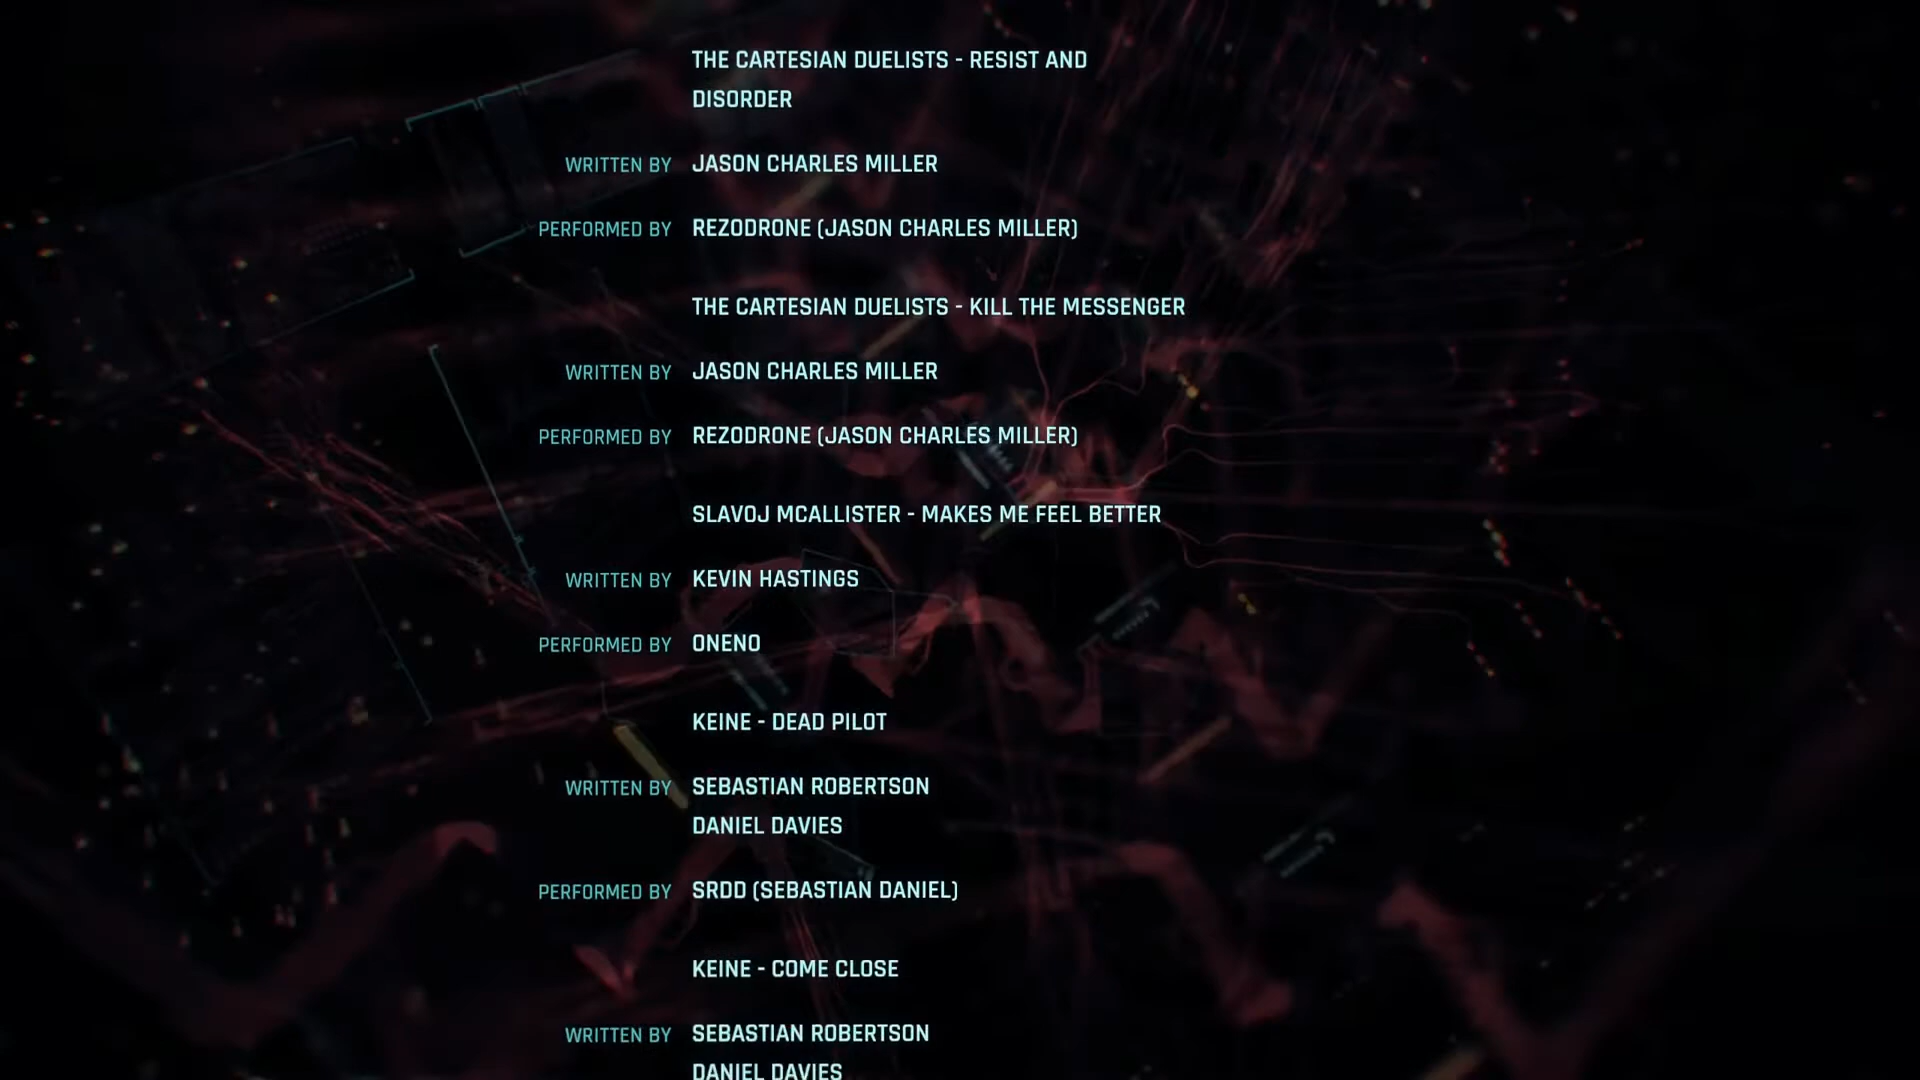 THE CARTESIAN DUELISTS - RESIST AND
DISORDER
WRITTEN BY JASON CHARLES MILLER
PERFORMED BY REZODRONE (JASON CHARLES MILLER)
THE CARTESIAN DUELISTS - KILL THE MESSENGER
WRITTEN BY JASON CHARLES MILLER
PERFORMED BY REZODRONE (JASON CHARLES MILLER)
SLAVOJ MCALLISTER - MAKES ME FEEL BETTER
WRITTEN BY KEVIN HASTINGS
PERFORMED BY ONENO
KEINE - DEAD PILOT
WRITTEN BY SEBASTIAN ROBERTSON
DANIEL DAVIES
PERFORMED BY SRDD (SEBASTIAN DANIEL)
KEINE - COME CLOSE
WRITTEN BY SEBASTIAN ROBERTSON
DANIEL DAVIES